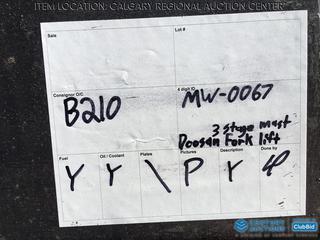 ITEM LOCATION: CALGARY REGIONAL AUCTION CENTER
Sale Lot #
Consignor O/C 4 digit ID
B210 MW-0067
3 stage mast
Doosan Fork lift
Fuel Oil / Coolant Plates Pictures Description Done by
Y Y \ P Y
ClubBid